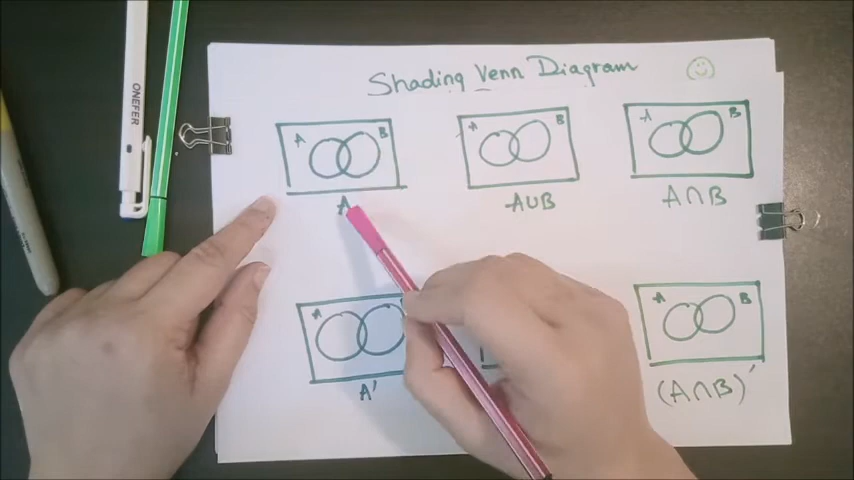 Shading Venn Diagram
ONEFER
A B
A B
A B
A
A∪B
A∩B
A
A B
A'
(A∩B)'